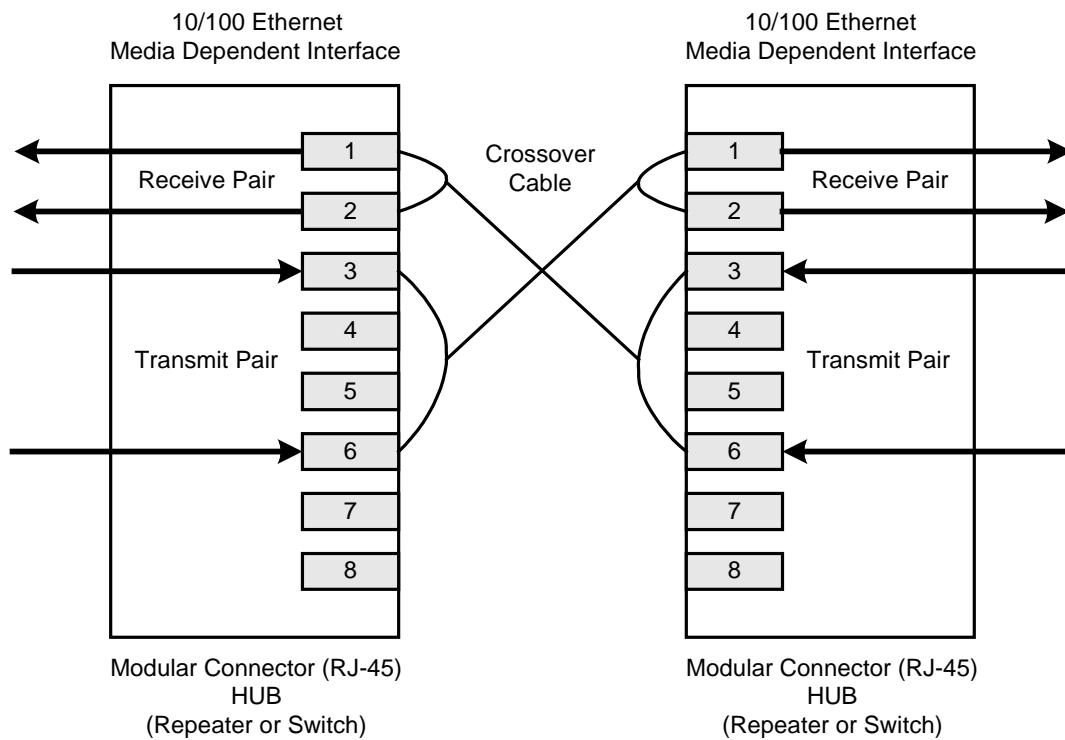 10/100 Ethernet
Media Dependent Interface
10/100 Ethernet
Media Dependent Interface
1
Receive Pair
2
3
4
Transmit Pair
5
6
7
8
Crossover
Cable
1
Receive Pair
2
3
4
Transmit Pair
5
6
7
8
Modular Connector (RJ-45)
HUB
(Repeater or Switch)
Modular Connector (RJ-45)
HUB
(Repeater or Switch)